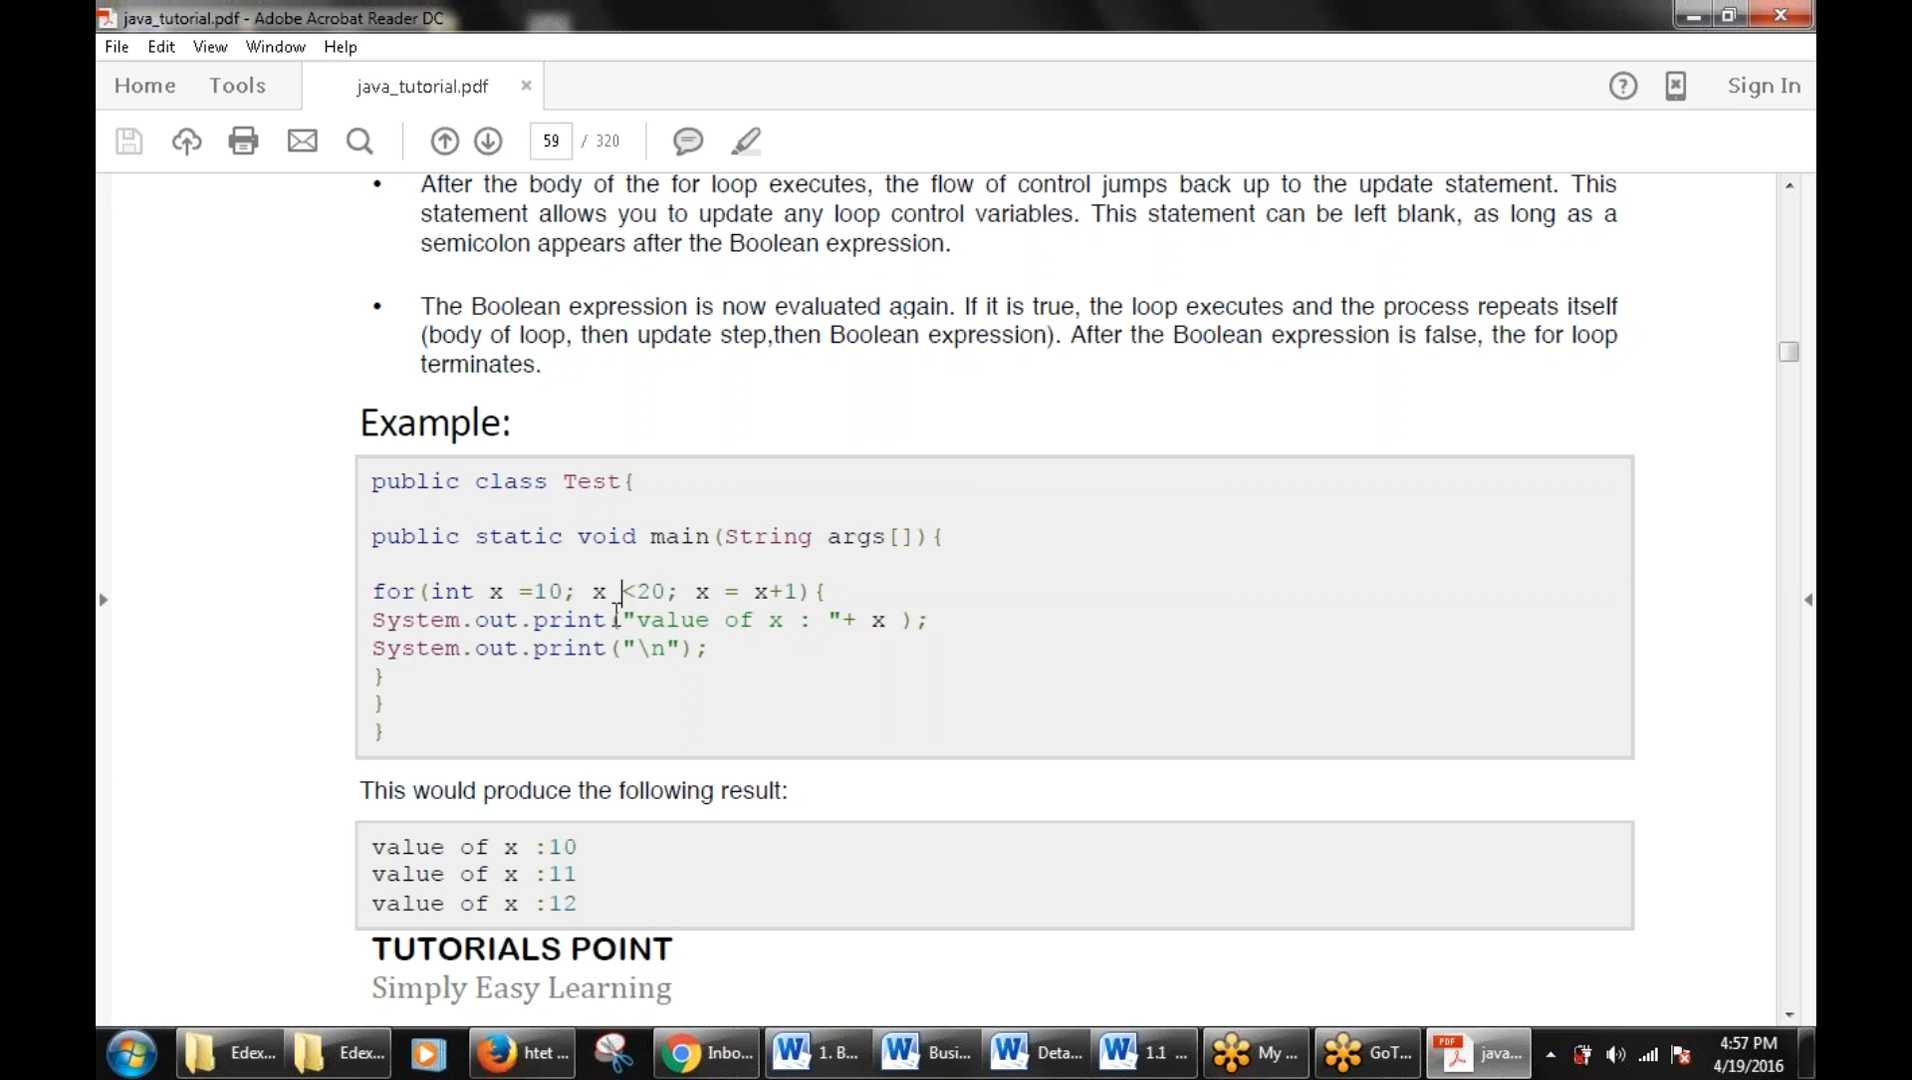 java_tutorial.pdf - Adobe Acrobat Reader DC
File Edit View Window Help
Home Tools java_tutorial.pdf × Sign In
59 / 320
• After the body of the for loop executes, the flow of control jumps back up to the update statement. This
statement allows you to update any loop control variables. This statement can be left blank, as long as a
semicolon appears after the Boolean expression.
• The Boolean expression is now evaluated again. If it is true, the loop executes and the process repeats itself
(body of loop, then update step,then Boolean expression). After the Boolean expression is false, the for loop
terminates.
Example:
public class Test{
public static void main(String args[]){
for(int x =10; x <20; x = x+1){
System.out.print("value of x : "+ x );
System.out.print("\n");
}
}
}
This would produce the following result:
value of x :10
value of x :11
value of x :12
TUTORIALS POINT
Simply Easy Learning
Edex... Edex... htet ... Inbo... 1. B... Busi... Deta... 1.1 ... My ... GoT... java... 4:57 PM
4/19/2016